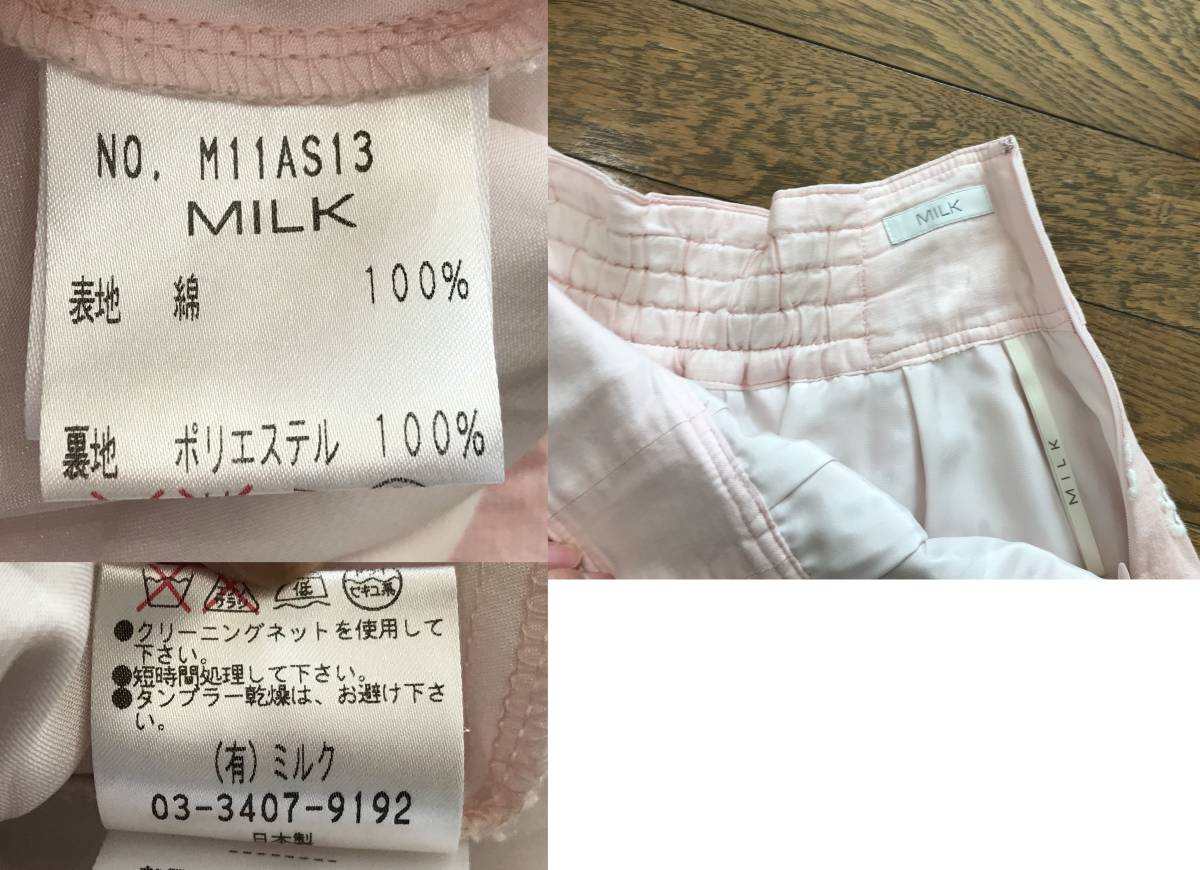 NO. M11AS13
MILK
表地 綿 100%
裏地 ポリエステル 100%
MILK
MILK
低
セキユ系
●クリーニングネットを使用して
下さい。
●短時間処理して下さい。
●タンブラー乾燥は、お避け下さ
い。
(有)ミルク
03-3407-9192
日本製